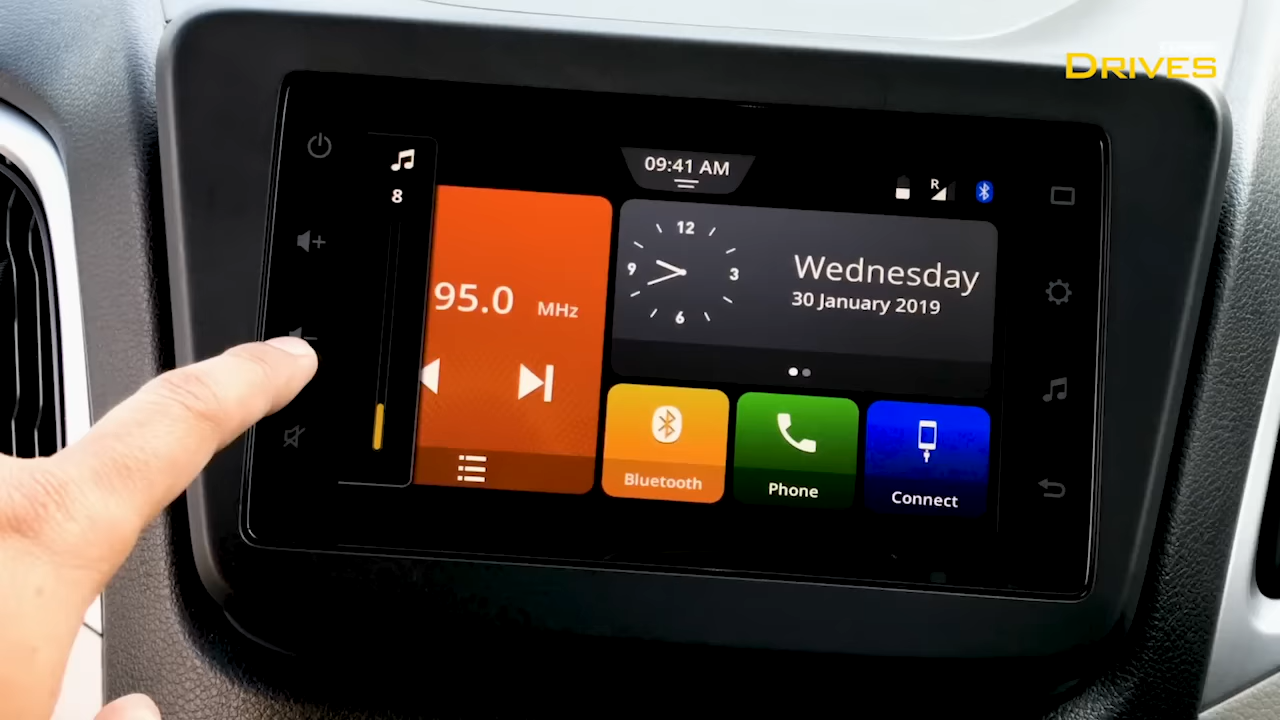 DRIVES
09:41 AM
R
8
12
9
3
6
Wednesday
30 January 2019
95.0 MHz
Bluetooth
Phone
Connect